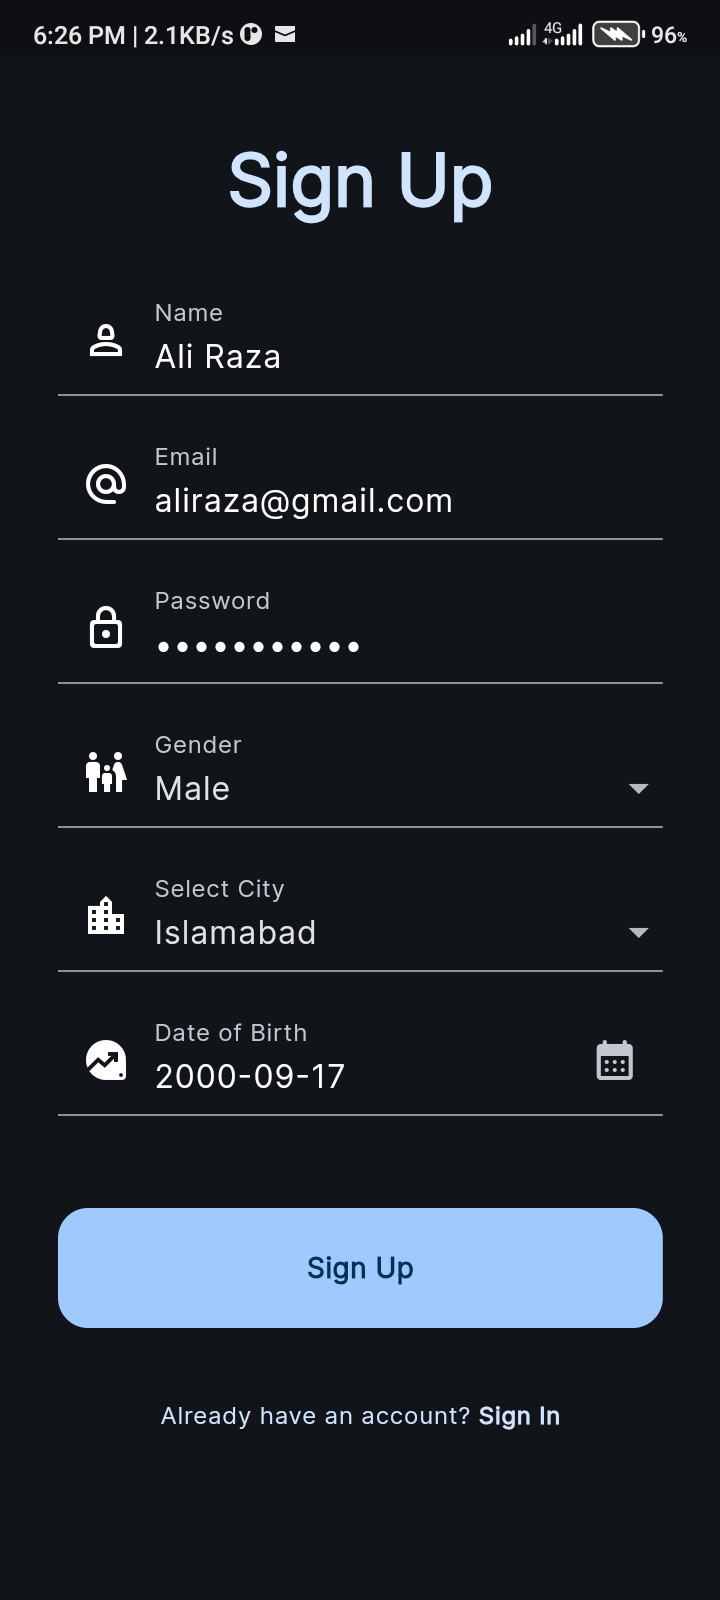 6:26 PM | 2.1KB/s
4G
96%
Sign Up
Name
Ali Raza
Email
aliraza@gmail.com
Password
•••••••••••
Gender
Male
Select City
Islamabad
Date of Birth
2000-09-17
Sign Up
Already have an account? Sign In